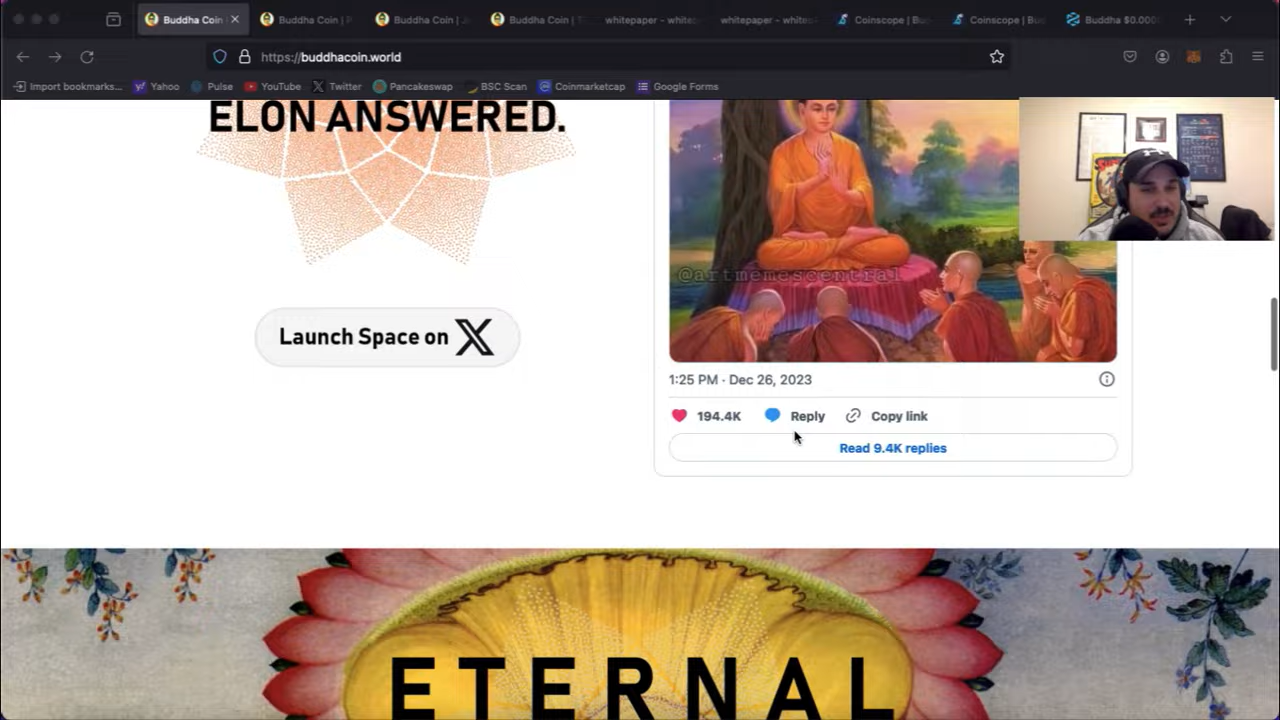 Buddha Coin |
Buddha Coin | P
Buddha Coin | J
Buddha Coin | T
whitepaper - white
whitepaper - white
Coinscope | Bu
Coinscope | Bu
Buddha $0.000
https://buddhacoin.world
Import bookmarks...
Yahoo
Pulse
YouTube
Twitter
Pancakeswap
BSC Scan
Coinmarketcap
Google Forms
ELON ANSWERED.
Launch Space on X
@artmemescentral
1:25 PM · Dec 26, 2023
194.4K
Reply
Copy link
Read 9.4K replies
ETERNAL